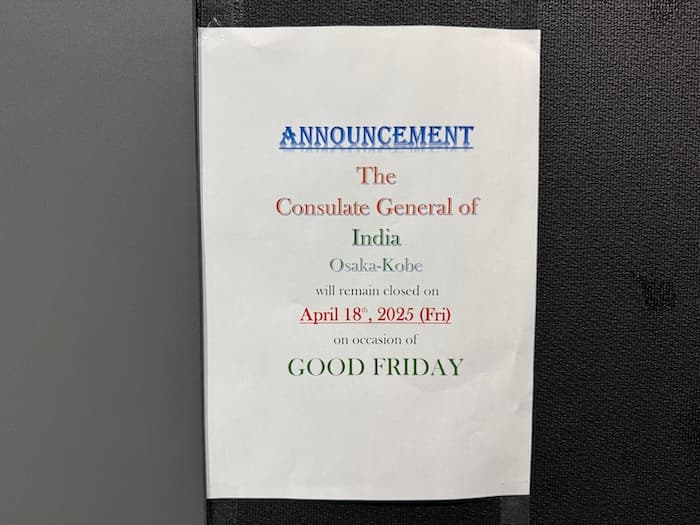 ANNOUNCEMENT
The
Consulate General of
India
Osaka-Kobe
will remain closed on
April 18th, 2025 (Fri)
on occasion of
GOOD FRIDAY